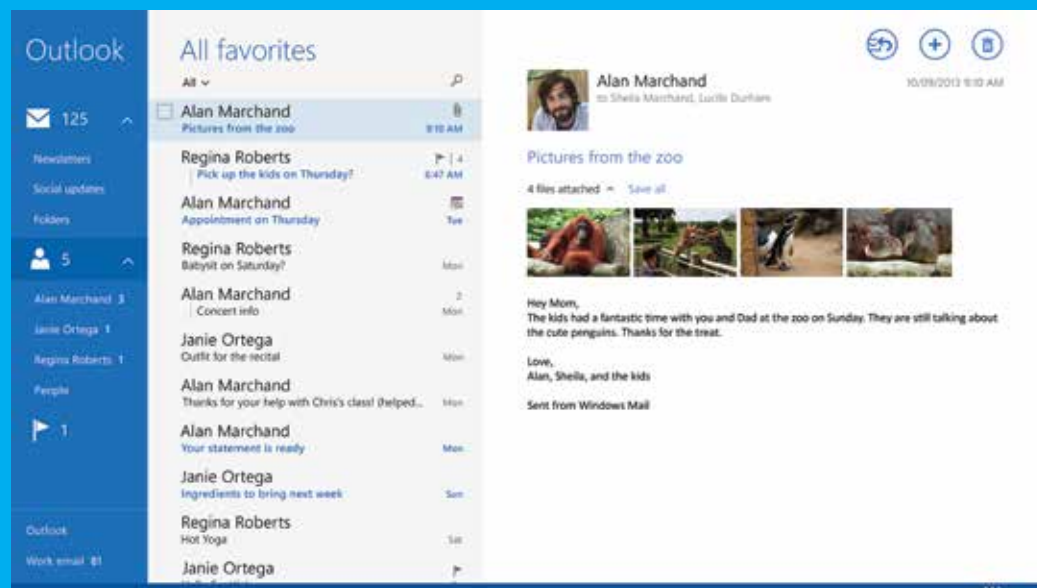 Outlook
125
Newsletters
Social updates
Folders
5
Alan Marchand 3
Janie Ortega 1
Regina Roberts 1
People
1
Outlook
Work email 81
All favorites
All
Alan Marchand
Pictures from the zoo 9:10 AM
Regina Roberts 4
Pick up the kids on Thursday? 6:47 AM
Alan Marchand
Appointment on Thursday Tue
Regina Roberts
Babysit on Saturday? Mon
Alan Marchand 2
Concert info Mon
Janie Ortega
Outfit for the recital Mon
Alan Marchand
Thanks for your help with Chris's class! (helped... Mon
Alan Marchand
Your statement is ready Mon
Janie Ortega
Ingredients to bring next week Sun
Regina Roberts
Hot Yoga Sat
Janie Ortega
Alan Marchand 10/09/2013 9:10 AM
to Sheila Marchand, Lucile Durham
Pictures from the zoo
4 files attached Save all
Hey Mom,
The kids had a fantastic time with you and Dad at the zoo on Sunday. They are still talking about
the cute penguins. Thanks for the treat.
Love,
Alan, Sheila, and the kids
Sent from Windows Mail